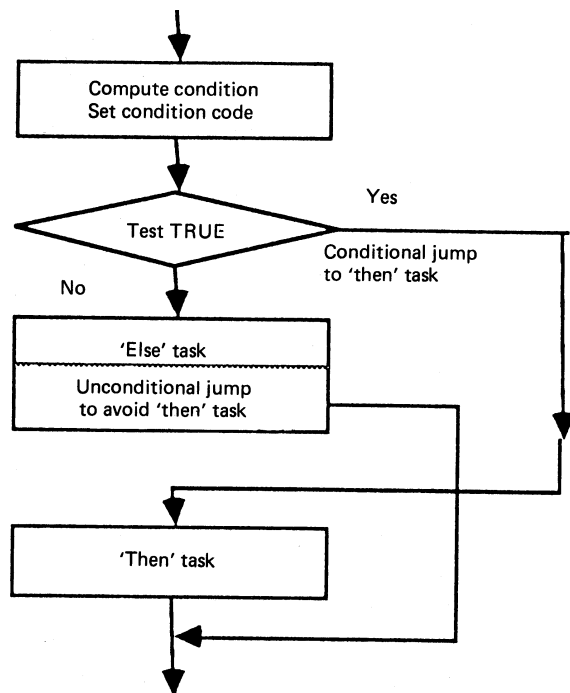 Compute condition
Set condition code
Yes
Test TRUE
Conditional jump
to ‘then’ task
No
‘Else’ task
Unconditional jump
to avoid ‘then’ task
‘Then’ task